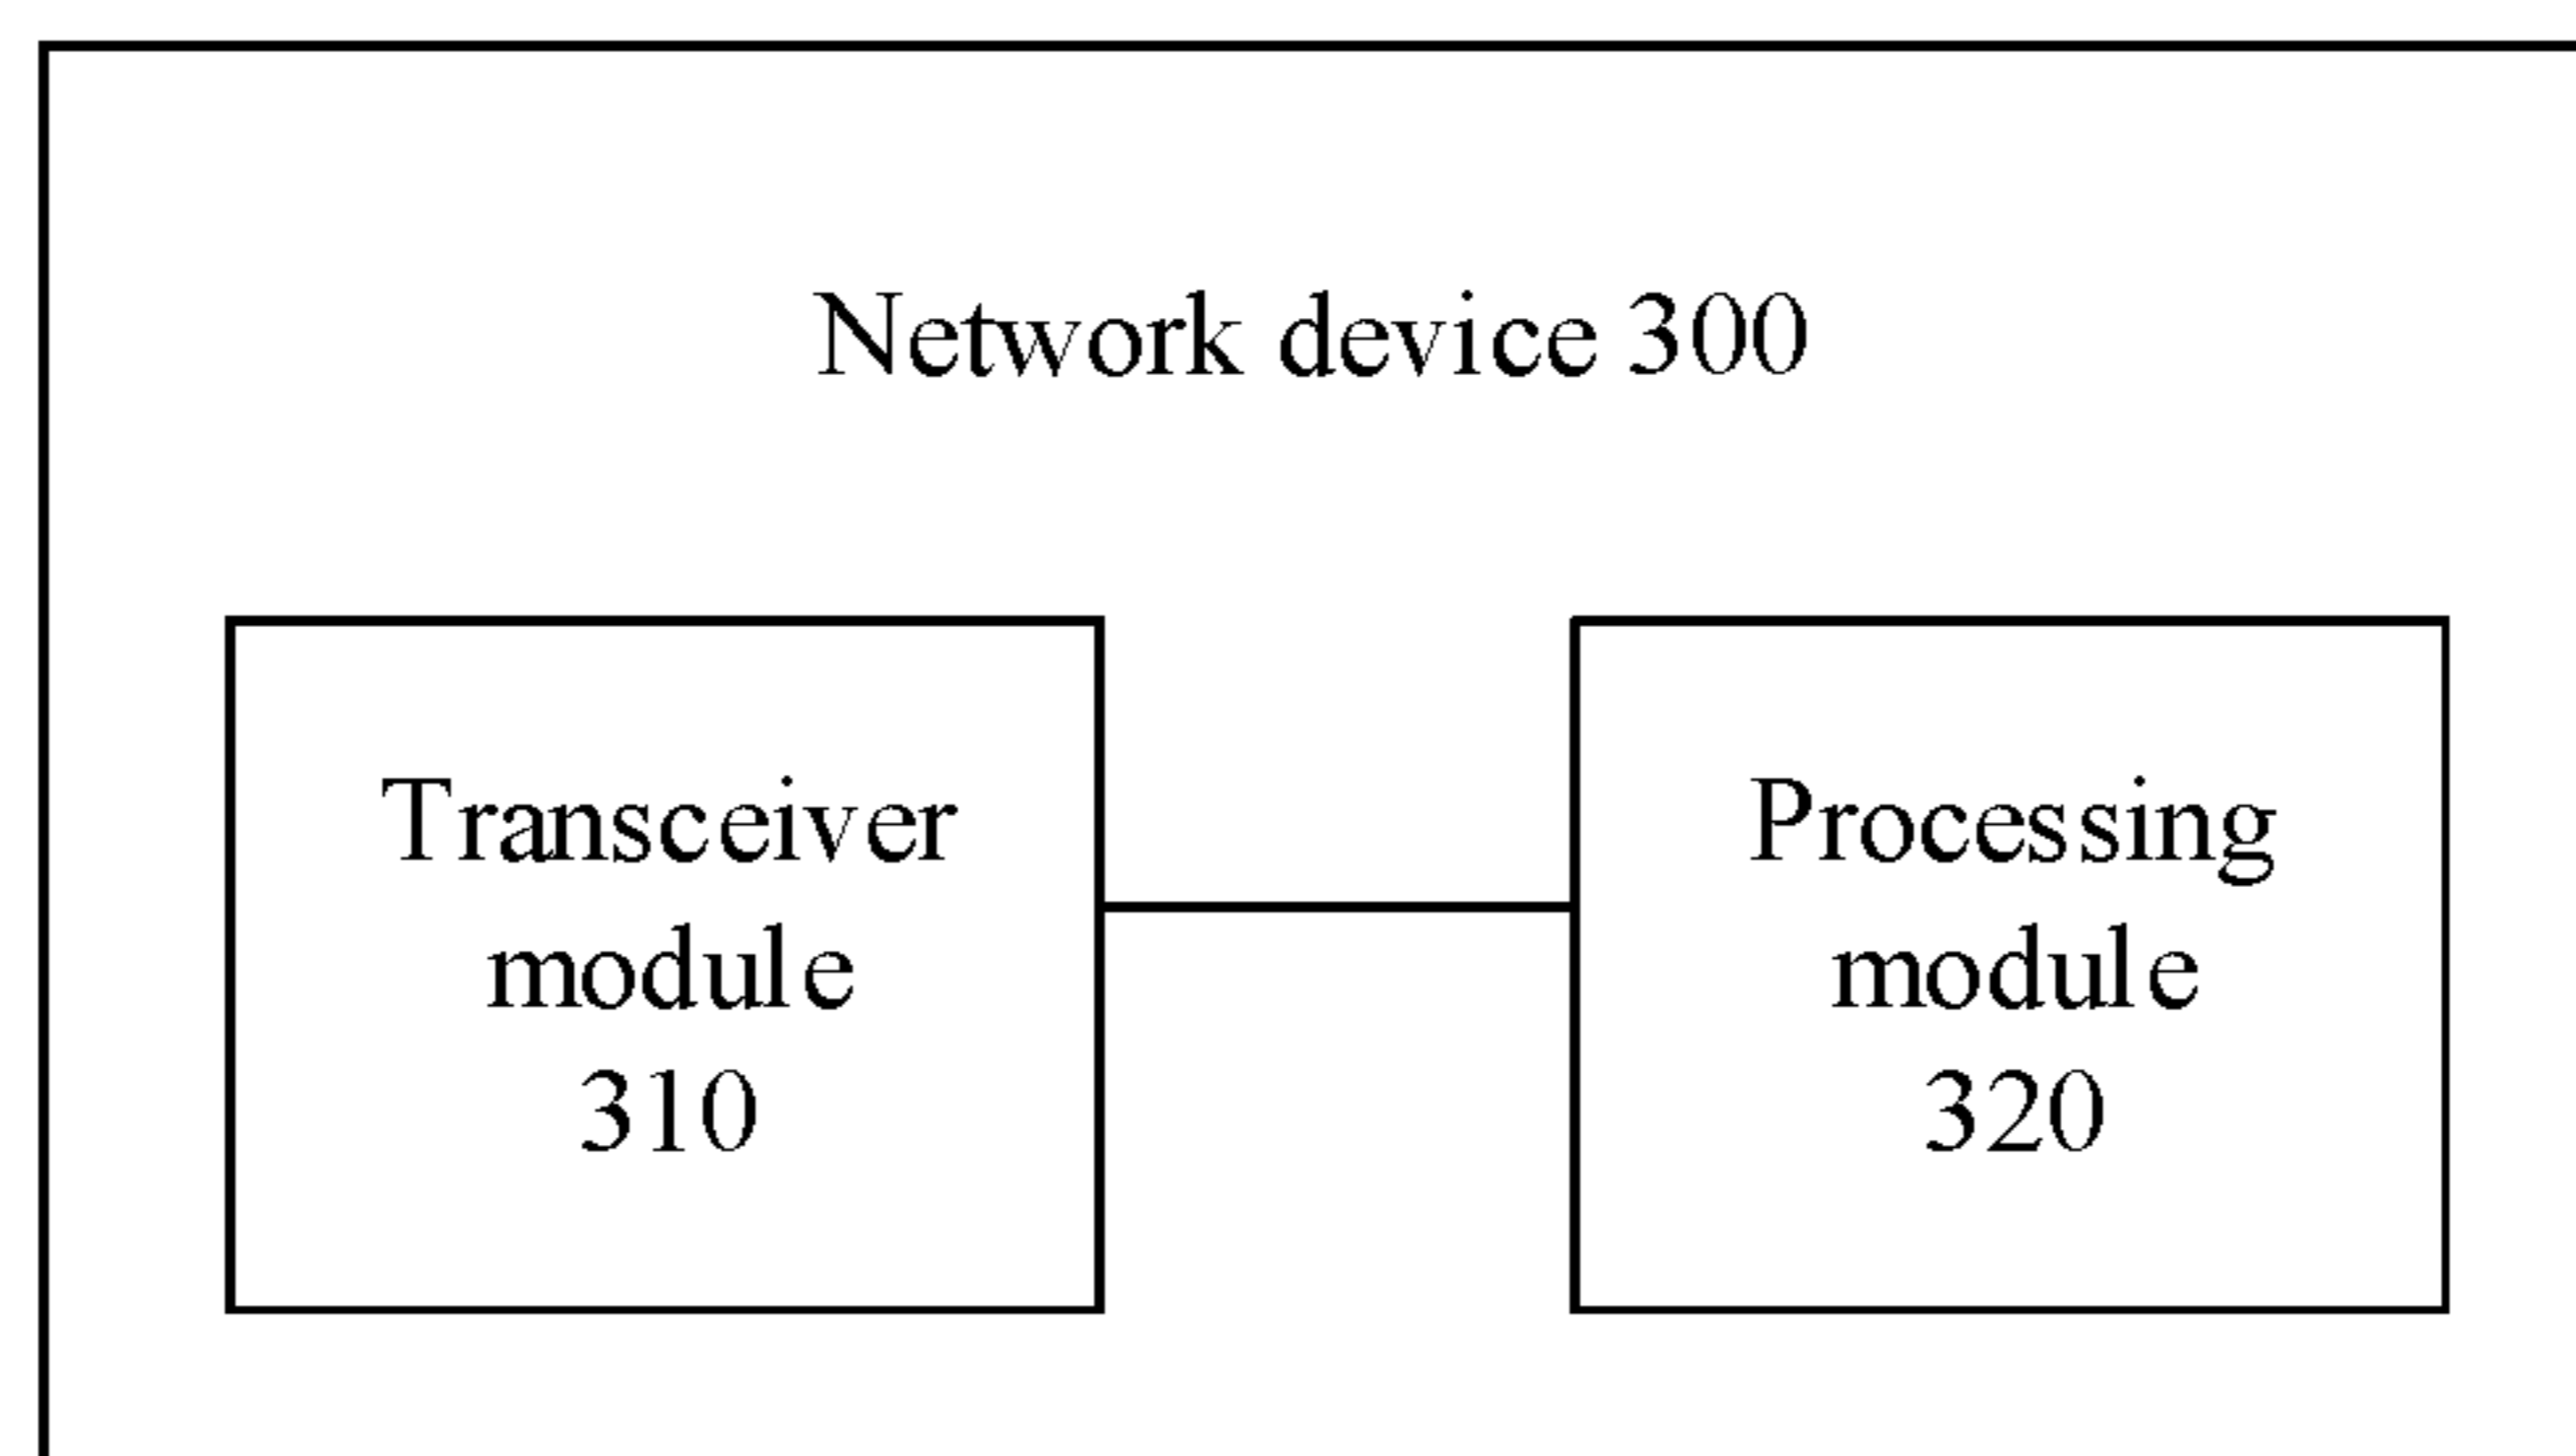 Network device 300
Transceiver
module
310
Processing
module
320